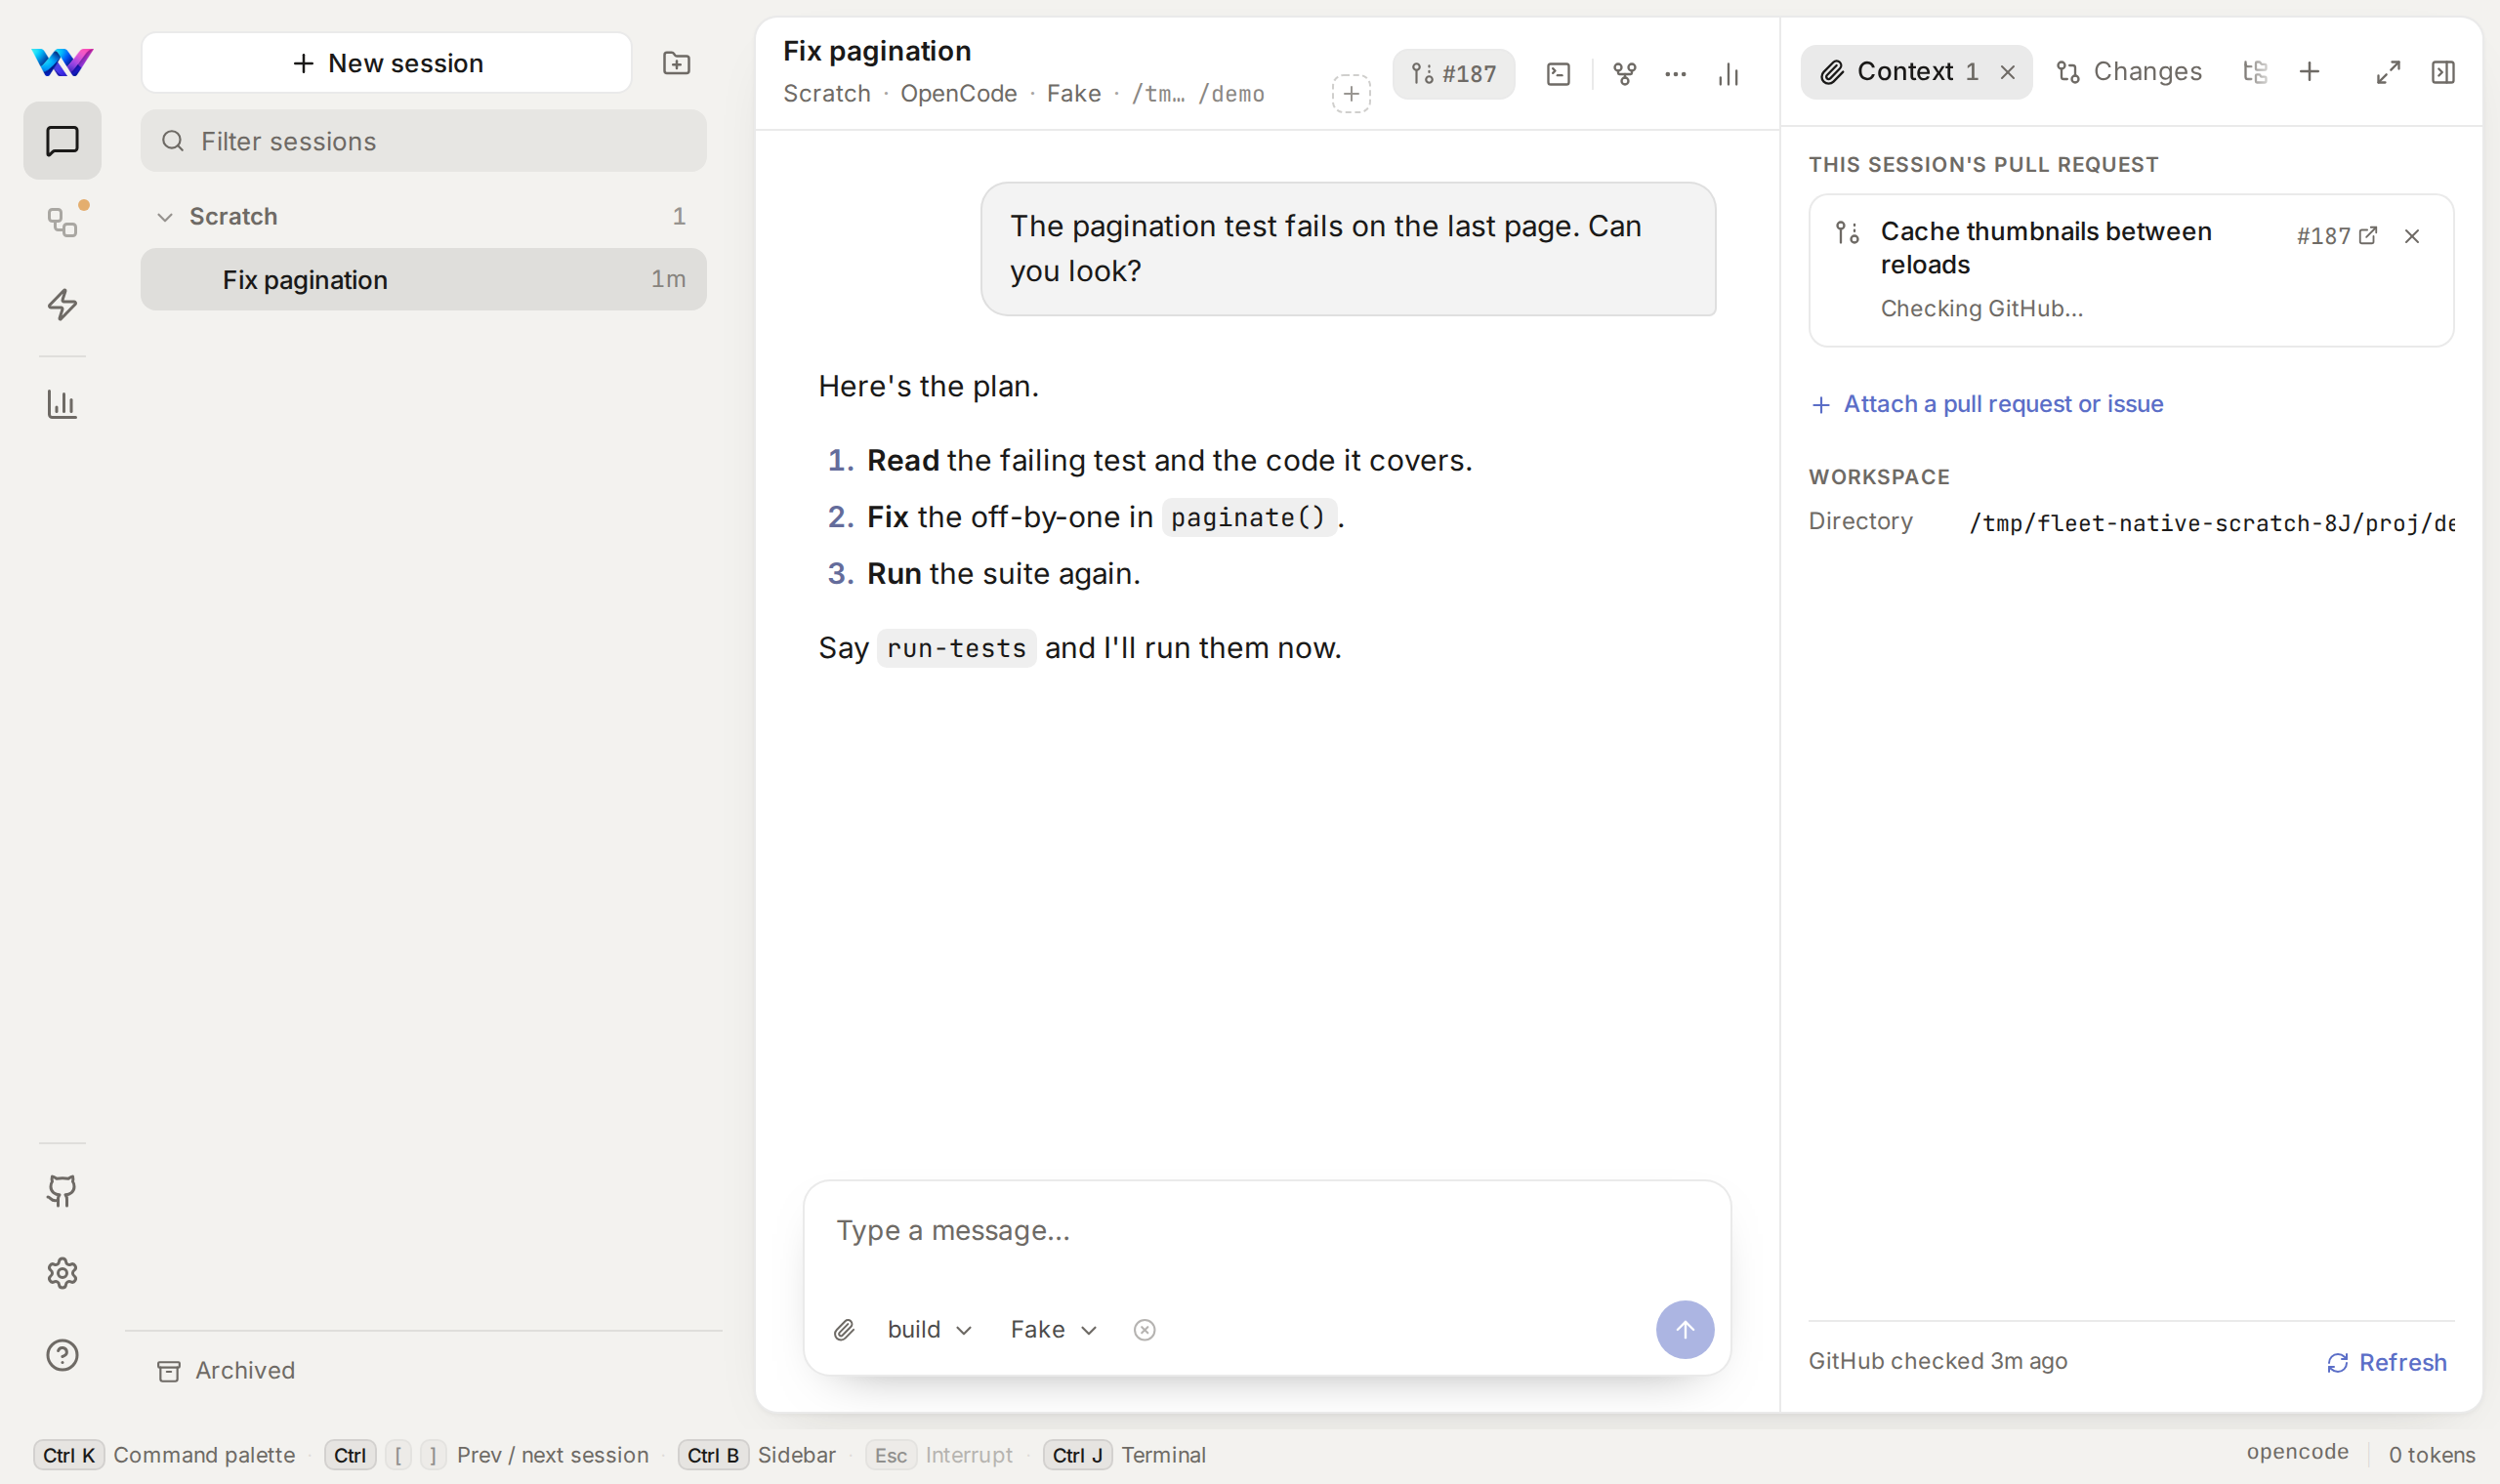 New session
Filter sessions
Scratch 1
Fix pagination 1m
Archived
Fix pagination
Scratch · OpenCode · Fake · /tm… /demo
#187
The pagination test fails on the last page. Can
you look?
Here's the plan.
1. Read the failing test and the code it covers.
2. Fix the off-by-one in paginate().
3. Run the suite again.
Say run-tests and I'll run them now.
Type a message...
build
Fake
Context 1
Changes
THIS SESSION'S PULL REQUEST
Cache thumbnails between
reloads
#187
Checking GitHub...
Attach a pull request or issue
WORKSPACE
Directory /tmp/fleet-native-scratch-8J/proj/de
GitHub checked 3m ago
Refresh
Ctrl K Command palette · Ctrl [ ] Prev / next session · Ctrl B Sidebar · Esc Interrupt · Ctrl J Terminal
opencode
0 tokens